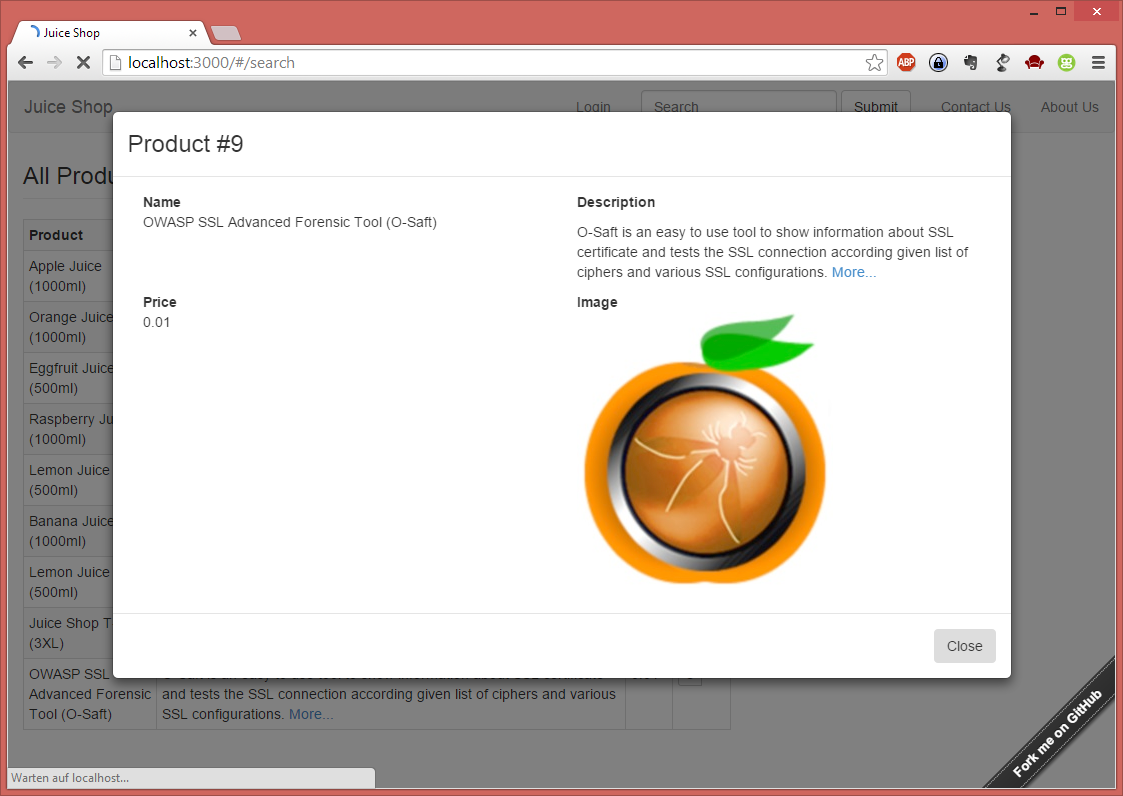 Juice Shop
localhost:3000/#/search
ABP
Juice Shop
Login
Search
Submit
Contact Us
About Us
Product #9
All Produ
Name
OWASP SSL Advanced Forensic Tool (O-Saft)
Description
O-Saft is an easy to use tool to show information about SSL
certificate and tests the SSL connection according given list of
ciphers and various SSL configurations. More...
Price
0.01
Image
Close
Product
Apple Juice
(1000ml)
Orange Juice
(1000ml)
Eggfruit Juice
(500ml)
Raspberry Ju
(1000ml)
Lemon Juice
(500ml)
Banana Juice
(1000ml)
Lemon Juice
(500ml)
Juice Shop T
(3XL)
OWASP SSL
Advanced Forensic
Tool (O-Saft)
and tests the SSL connection according given list of ciphers and various
SSL configurations. More...
Fork me on GitHub
Warten auf localhost...